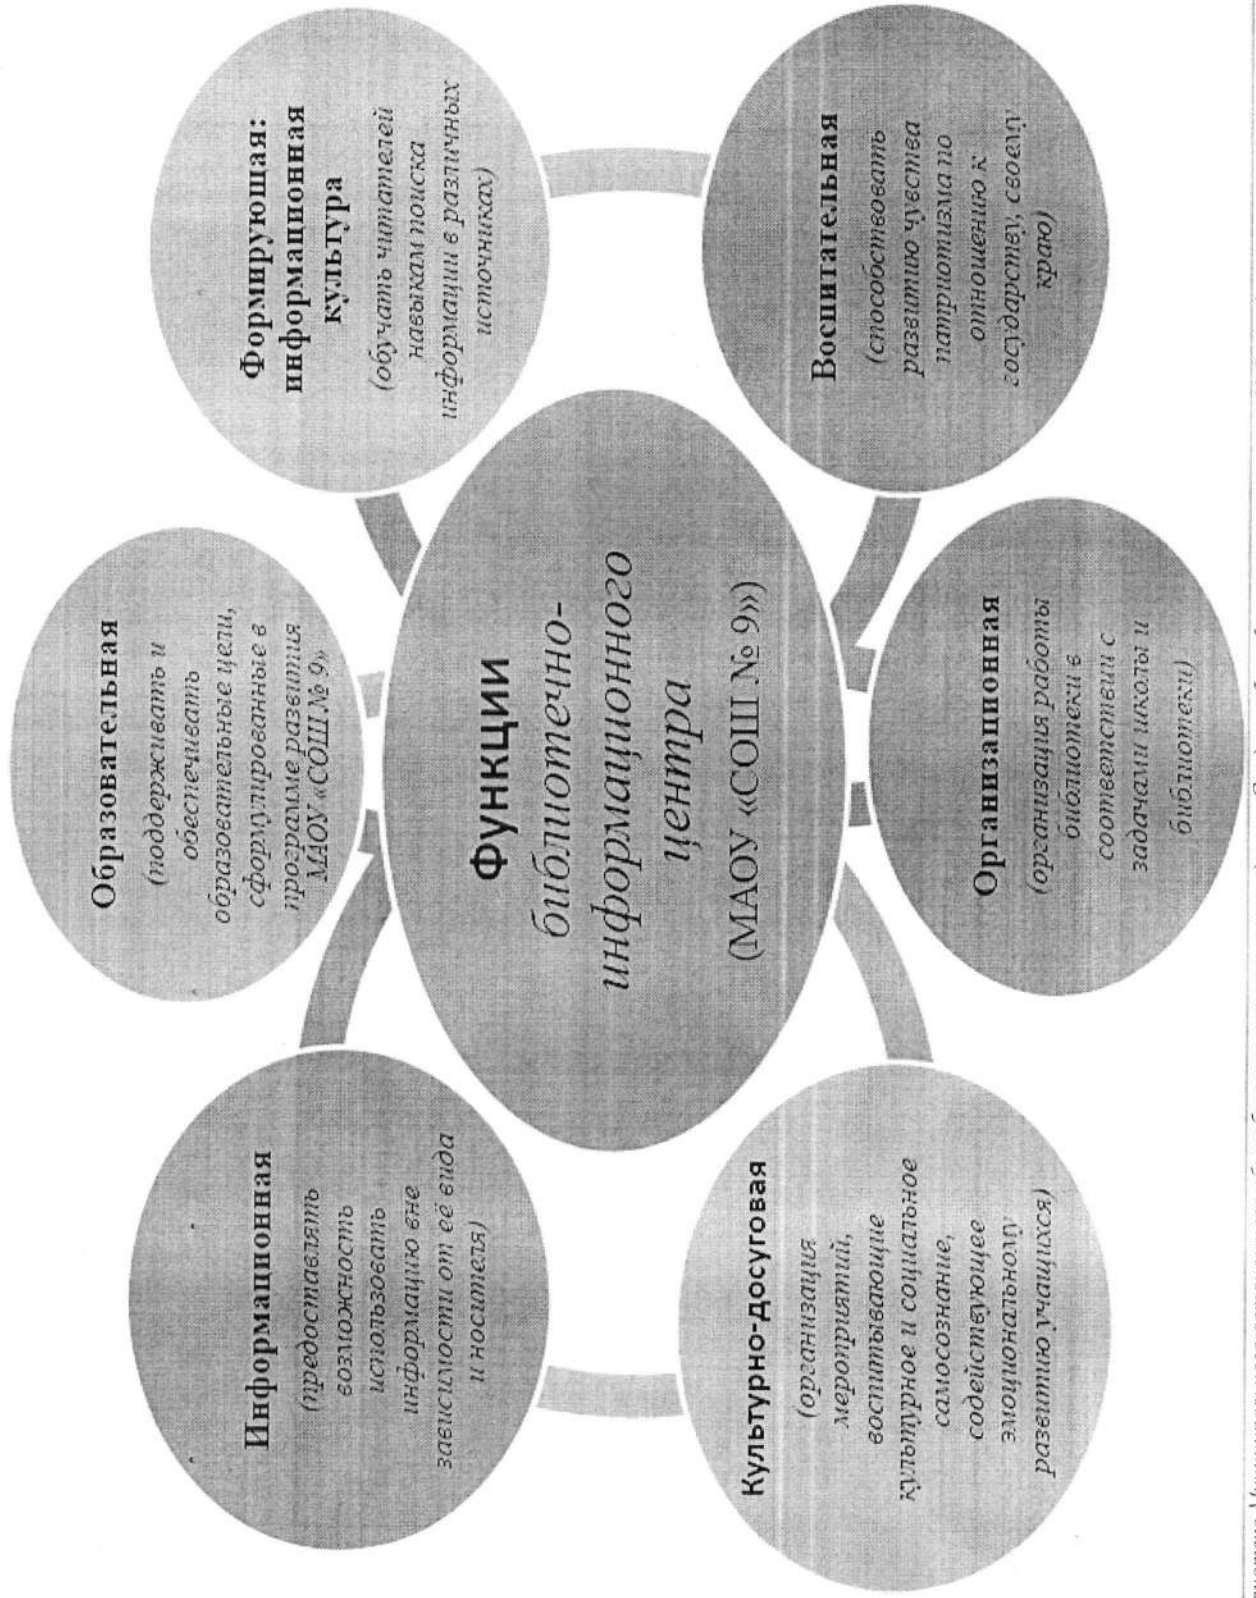 Образовательная
(поддерживать и
обеспечивать
образовательные цели,
сформулированные в
программе развития
МАОУ «СОШ № 9»
Формирующая:
информационная
культура
(обучать читателей
навыкам поиска
информации в различных
источниках)
Воспитательная
(способствовать
развитию чувства
патриотизма по
отношению к
государству, своему
краю)
Организационная
(организация работы
библиотеки в
соответствии с
задачами школы и
библиотеки)
Культурно-досуговая
(организация
мероприятий,
воспитывающие
культурное и социальное
самосознание,
содействующее
эмоциональному
развитию учащихся)
Информационная
(предоставлять
возможность
использовать
информацию вне
зависимости от её вида
и носителя)
Функции
библиотечно-
информационного
центра
(МАОУ «СОШ № 9»)